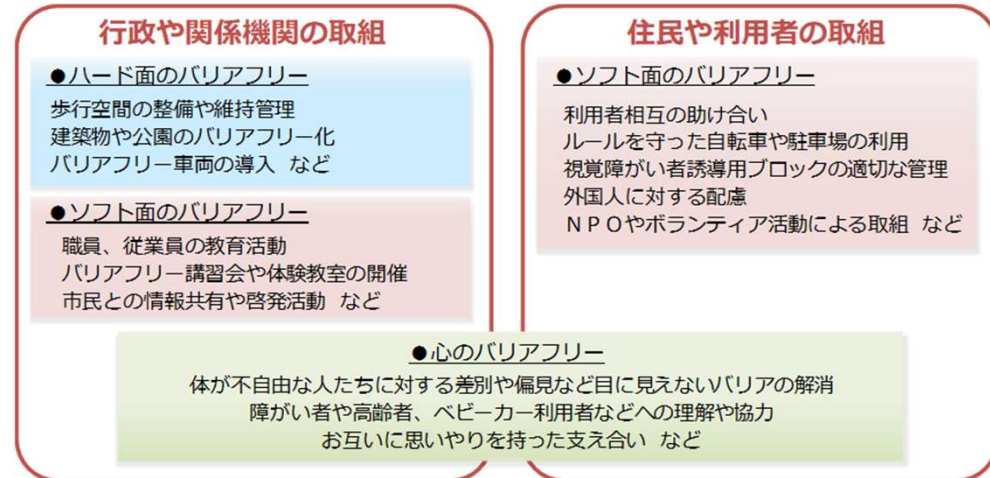 行政や関係機関の取組
●ハード面のバリアフリー
歩行空間の整備や維持管理
建築物や公園のバリアフリー化
バリアフリー車両の導入 など
●ソフト面のバリアフリー
職員、従業員の教育活動
バリアフリー講習会や体験教室の開催
市民との情報共有や啓発活動 など
住民や利用者の取組
●ソフト面のバリアフリー
利用者相互の助け合い
ルールを守った自転車や駐車場の利用
視覚障がい者誘導用ブロックの適切な管理
外国人に対する配慮
NPOやボランティア活動による取組 など
●心のバリアフリー
体が不自由な人たちに対する差別や偏見など目に見えないバリアの解消
障がい者や高齢者、ベビーカー利用者などへの理解や協力
お互いに思いやりを持った支え合い など